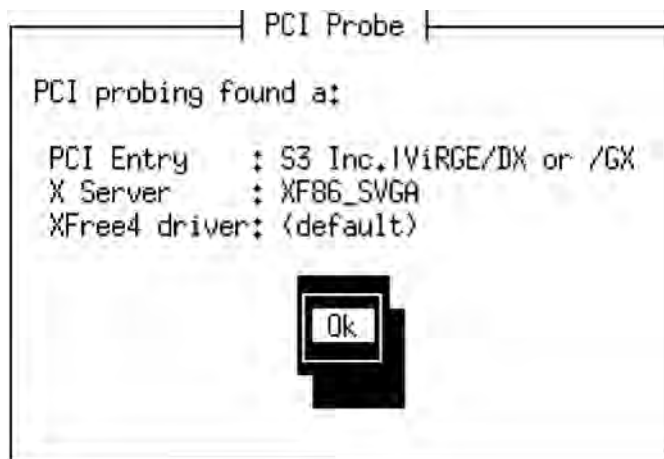 PCI Probe
PCI probing found a:
PCI Entry : S3 Inc.|ViRGE/DX or /GX
X Server : XF86_SVGA
XFree4 driver: (default)
Ok